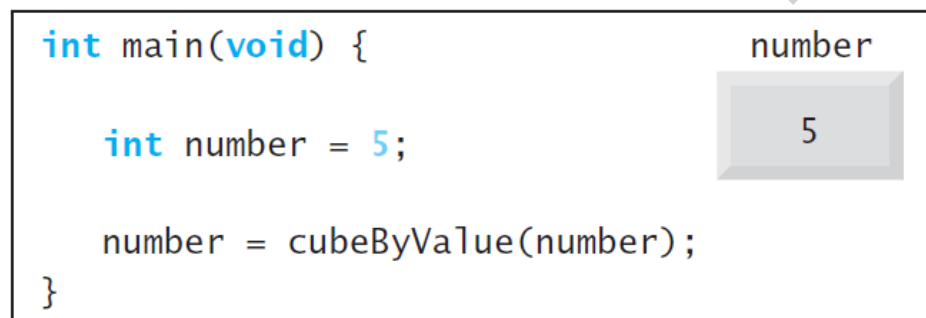 int main(void) {
number
int number = 5;
5
number = cubeByValue(number);
}